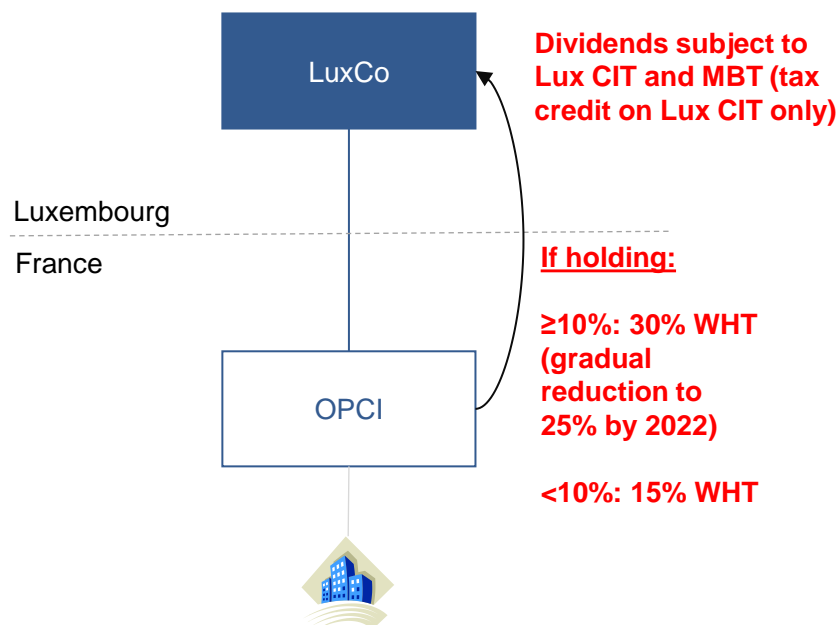 LuxCo
Dividends subject to
Lux CIT and MBT (tax
credit on Lux CIT only)
Luxembourg
France
If holding:
≥10%: 30% WHT
(gradual
reduction to
25% by 2022)
OPCI
<10%: 15% WHT